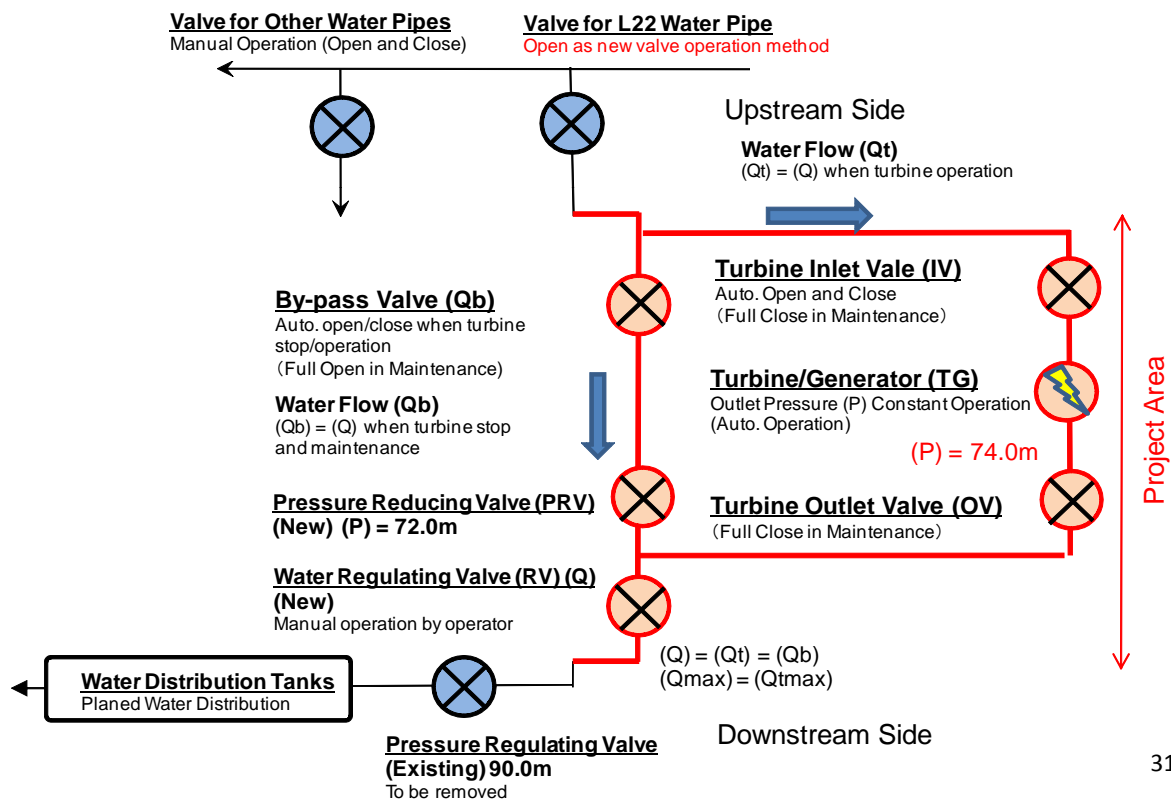 Valve for Other Water Pipes
Manual Operation (Open and Close)
Valve for L22 Water Pipe
Open as new valve operation method
Upstream Side
Water Flow (Qt)
(Qt) = (Q) when turbine operation
By-pass Valve (Qb)
Auto. open/close when turbine
stop/operation
（Full Open in Maintenance)
Water Flow (Qb)
(Qb) = (Q) when turbine stop
and maintenance
Turbine Inlet Vale (IV)
Auto. Open and Close
（Full Close in Maintenance）
Turbine/Generator (TG)
Outlet Pressure (P) Constant Operation
(Auto. Operation)
(P) = 74.0m
Project Area
Pressure Reducing Valve (PRV)
(New) (P) = 72.0m
Turbine Outlet Valve (OV)
（Full Close in Maintenance）
Water Regulating Valve (RV) (Q)
(New)
Manual operation by operator
(Q) = (Qt) = (Qb)
(Qmax) = (Qtmax)
Water Distribution Tanks
Planed Water Distribution
Downstream Side
Pressure Regulating Valve
(Existing) 90.0m
To be removed
31